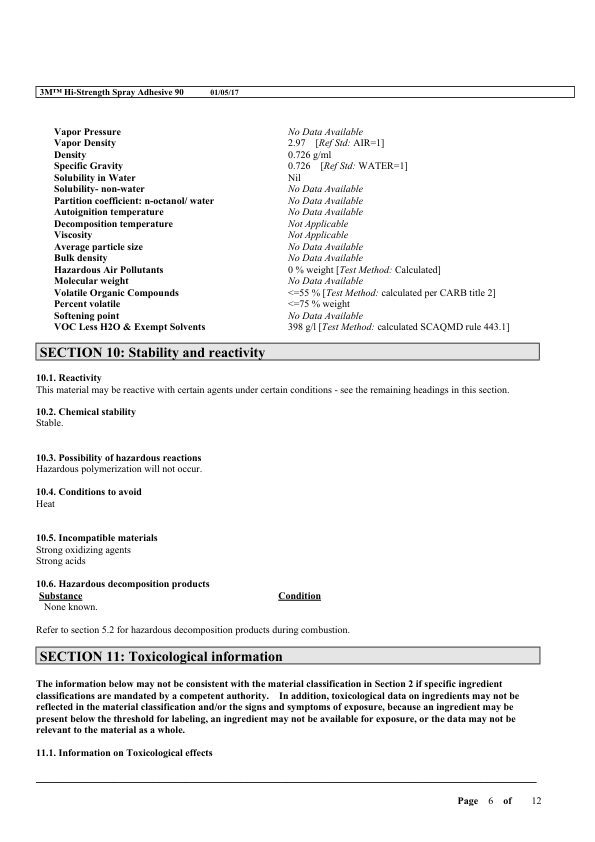 3M™ Hi-Strength Spray Adhesive 90 01/05/17
Vapor Pressure No Data Available
Vapor Density 2.97 [Ref Std: AIR=1]
Density 0.726 g/ml
Specific Gravity 0.726 [Ref Std: WATER=1]
Solubility in Water Nil
Solubility- non-water No Data Available
Partition coefficient: n-octanol/ water No Data Available
Autoignition temperature No Data Available
Decomposition temperature Not Applicable
Viscosity Not Applicable
Average particle size No Data Available
Bulk density No Data Available
Hazardous Air Pollutants 0 % weight [Test Method: Calculated]
Molecular weight No Data Available
Volatile Organic Compounds <=55 % [Test Method: calculated per CARB title 2]
Percent volatile <=75 % weight
Softening point No Data Available
VOC Less H2O & Exempt Solvents 398 g/l [Test Method: calculated SCAQMD rule 443.1]
SECTION 10: Stability and reactivity
10.1. Reactivity
This material may be reactive with certain agents under certain conditions - see the remaining headings in this section.
10.2. Chemical stability
Stable.
10.3. Possibility of hazardous reactions
Hazardous polymerization will not occur.
10.4. Conditions to avoid
Heat
10.5. Incompatible materials
Strong oxidizing agents
Strong acids
10.6. Hazardous decomposition products
Substance Condition
None known.
Refer to section 5.2 for hazardous decomposition products during combustion.
SECTION 11: Toxicological information
The information below may not be consistent with the material classification in Section 2 if specific ingredient
classifications are mandated by a competent authority. In addition, toxicological data on ingredients may not be
reflected in the material classification and/or the signs and symptoms of exposure, because an ingredient may be
present below the threshold for labeling, an ingredient may not be available for exposure, or the data may not be
relevant to the material as a whole.
11.1. Information on Toxicological effects
Page 6 of 12